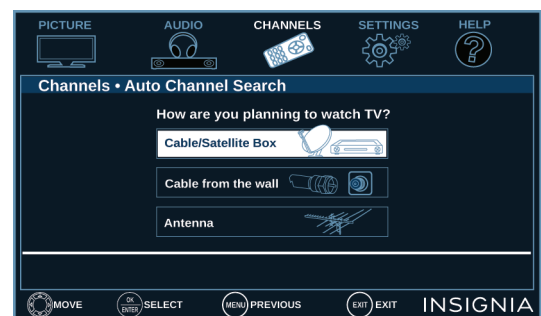 PICTURE AUDIO CHANNELS SETTINGS HELP
Channels • Auto Channel Search
How are you planning to watch TV?
Cable/Satellite Box
Cable from the wall
Antenna
MOVE OK ENTER SELECT MENU PREVIOUS EXIT EXIT INSIGNIA